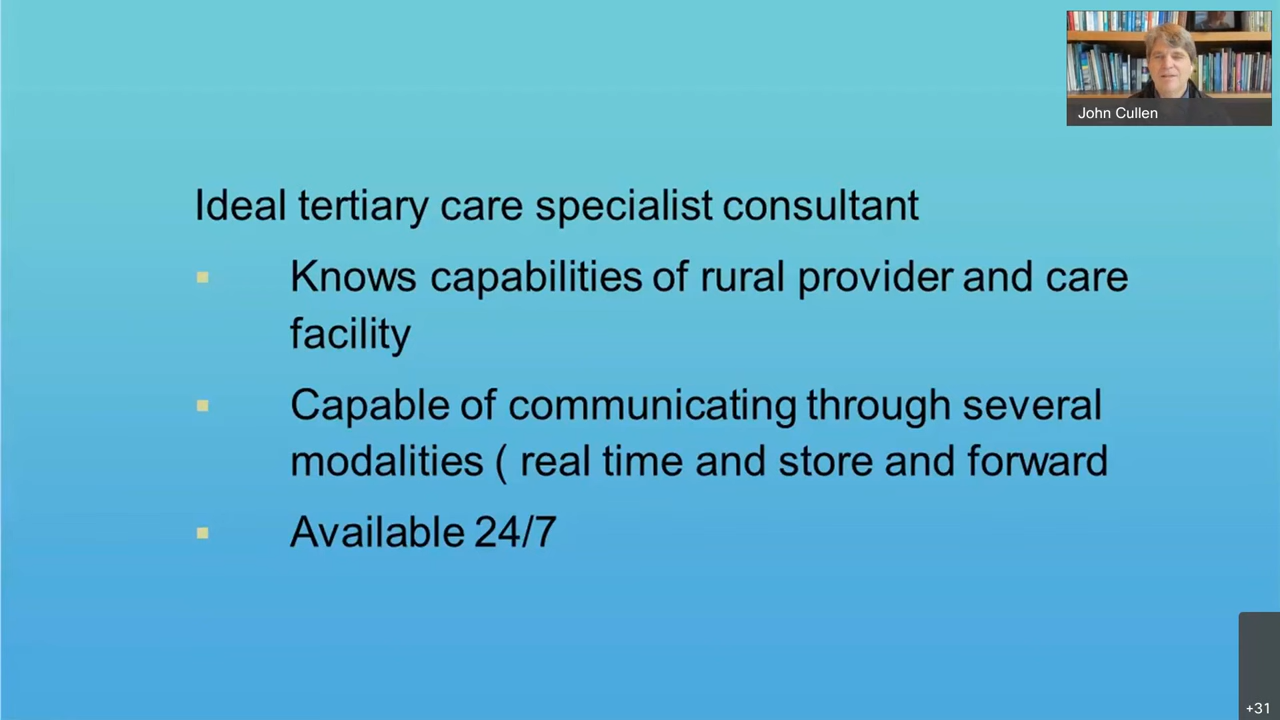 John Cullen
Ideal tertiary care specialist consultant
Knows capabilities of rural provider and care
facility
Capable of communicating through several
modalities ( real time and store and forward
Available 24/7
+31